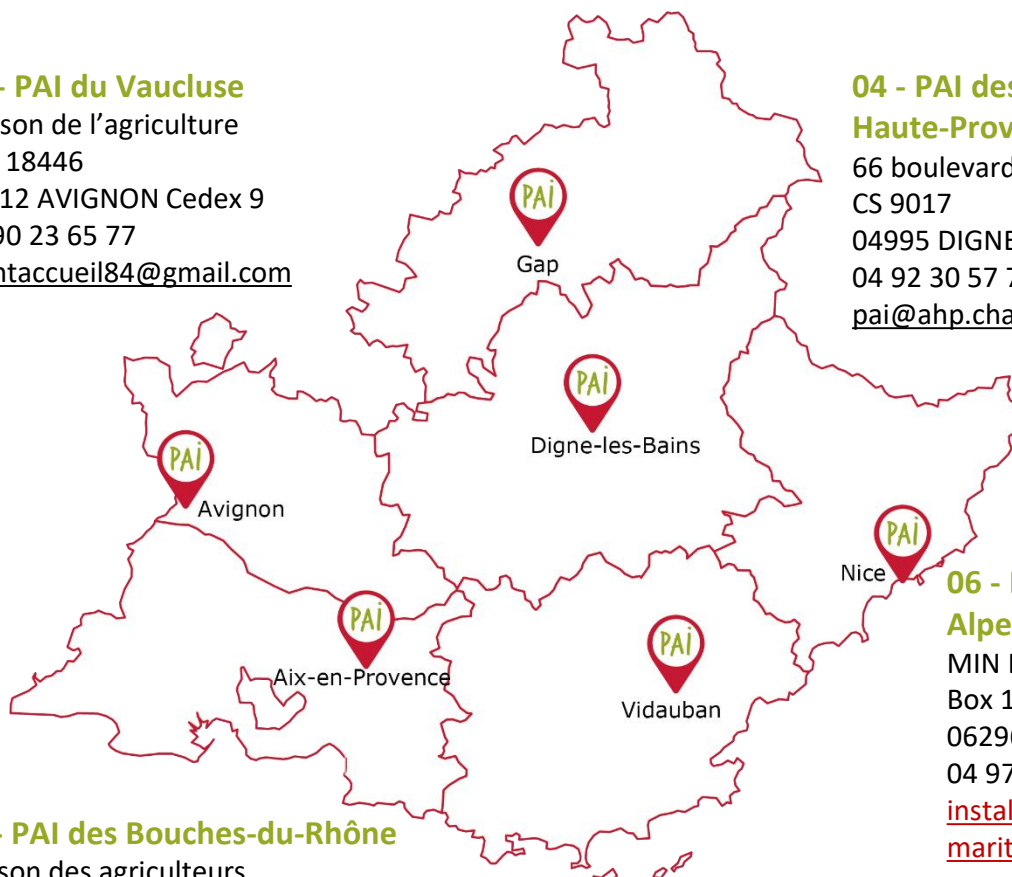 - PAI du Vaucluse
son de l’agriculture
18446
12 AVIGNON Cedex 9
90 23 65 77
ntaccueil84@gmail.com
04 - PAI des
Haute-Prov
66 boulevard
CS 9017
04995 DIGNE
04 92 30 57 7
pai@ahp.cha
PAi
Gap
PAi
Digne-les-Bains
PAi
Avignon
PAi
Nice
PAi
Aix-en-Provence
PAi
Vidauban
06 -
Alpe
MIN
Box 1
0629
04 97
instal
marit
- PAI des Bouches-du-Rhône
son des agriculteurs